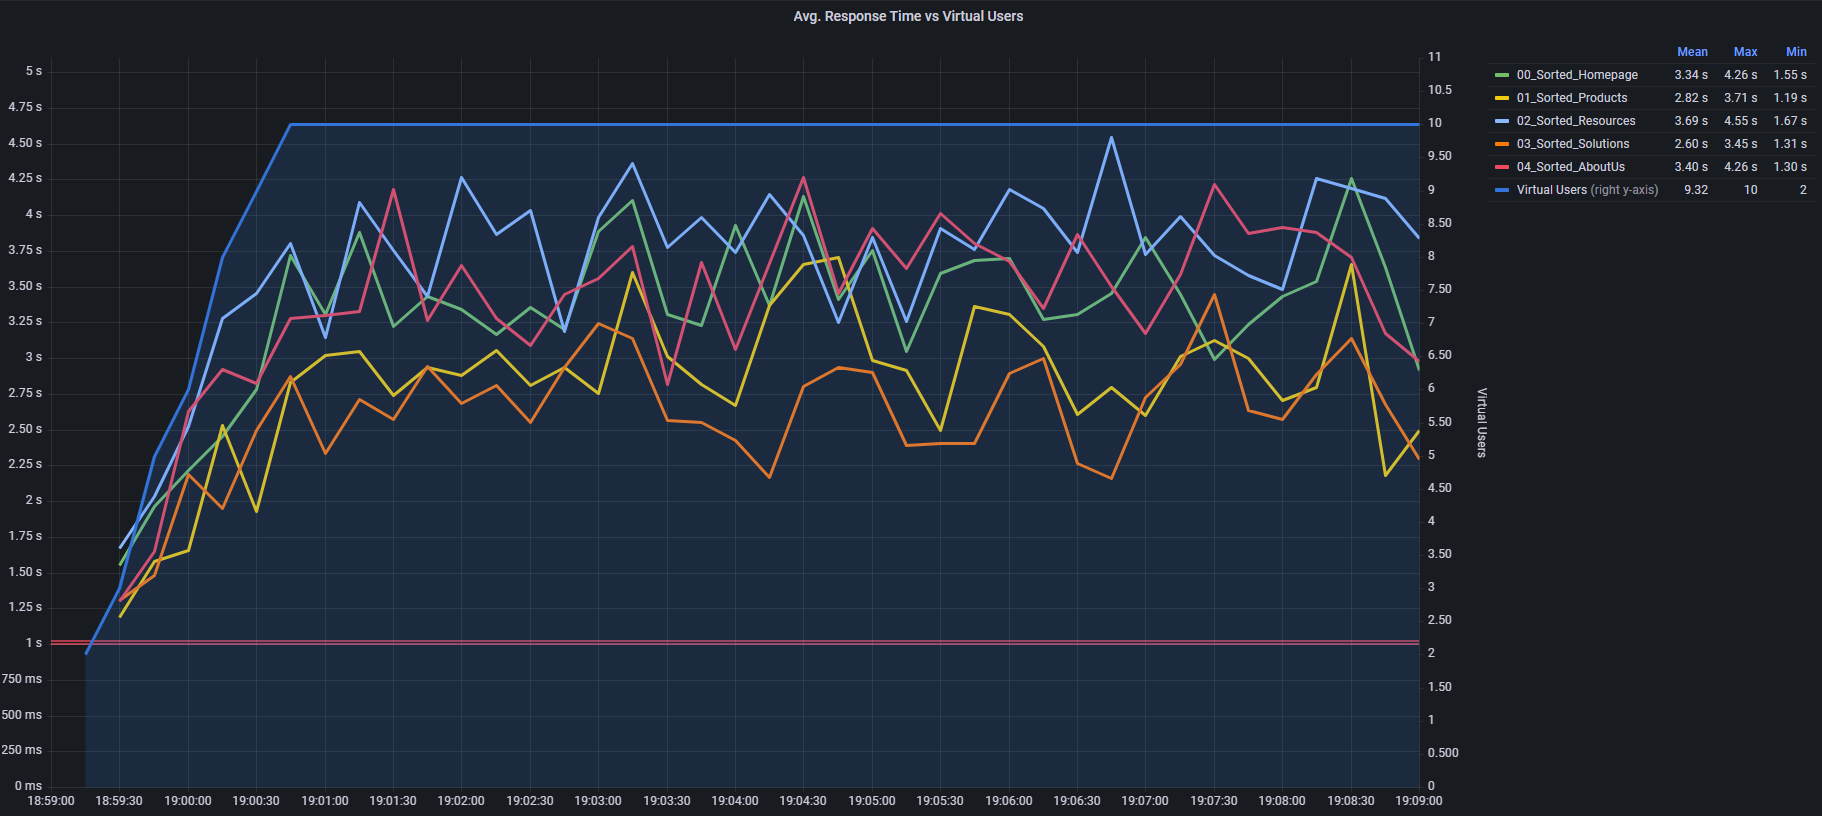 Avg. Response Time vs Virtual Users
Mean Max Min
00_Sorted_Homepage 3.34 s 4.26 s 1.55 s
01_Sorted_Products 2.82 s 3.71 s 1.19 s
02_Sorted_Resources 3.69 s 4.55 s 1.67 s
03_Sorted_Solutions 2.60 s 3.45 s 1.31 s
04_Sorted_AboutUs 3.40 s 4.26 s 1.30 s
Virtual Users (right y-axis) 9.32 10 2
5 s
4.75 s
4.50 s
4.25 s
4 s
3.75 s
3.50 s
3.25 s
3 s
2.75 s
2.50 s
2.25 s
2 s
1.75 s
1.50 s
1.25 s
1 s
750 ms
500 ms
250 ms
0 ms
11
10.5
10
9.50
9
8.50
8
7.50
7
6.50
6
5.50
5
4.50
4
3.50
3
2.50
2
1.50
1
0.500
0
Virtual Users
18:59:00 18:59:30 19:00:00 19:00:30 19:01:00 19:01:30 19:02:00 19:02:30 19:03:00 19:03:30 19:04:00 19:04:30 19:05:00 19:05:30 19:06:00 19:06:30 19:07:00 19:07:30 19:08:00 19:08:30 19:09:00